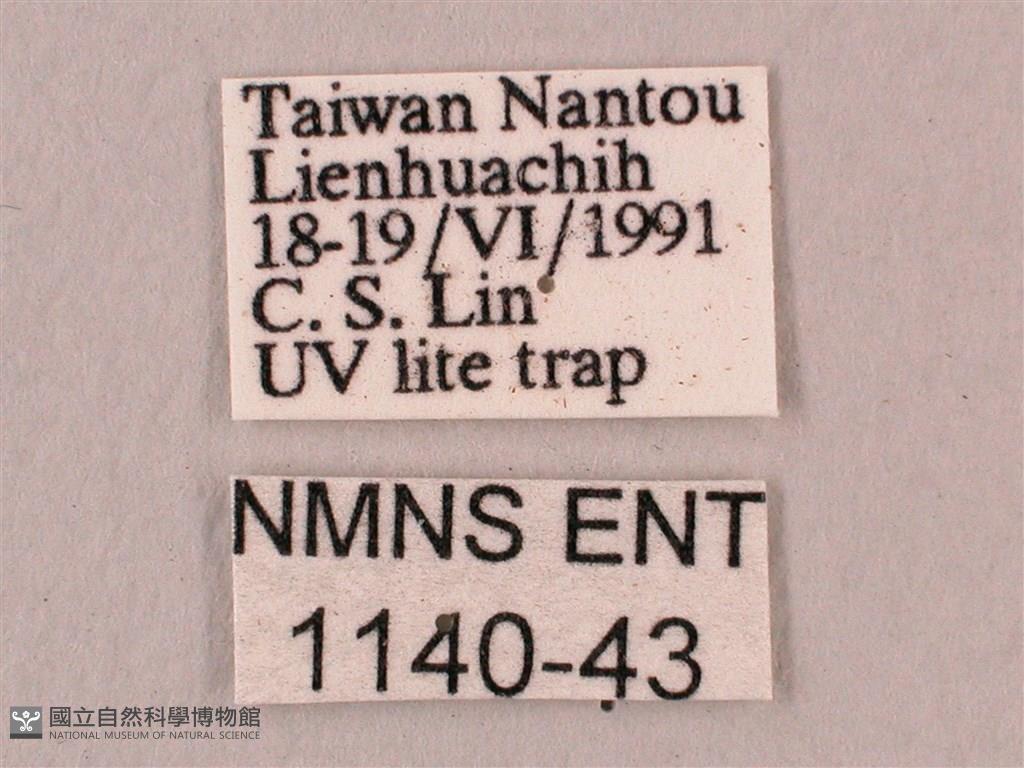 Taiwan Nantou
Lienhuachih
18-19/VI/1991
C. S. Lin
UV lite trap
NMNS ENT
1140-43
國立自然科學博物館
NATIONAL MUSEUM OF NATURAL SCIENCE